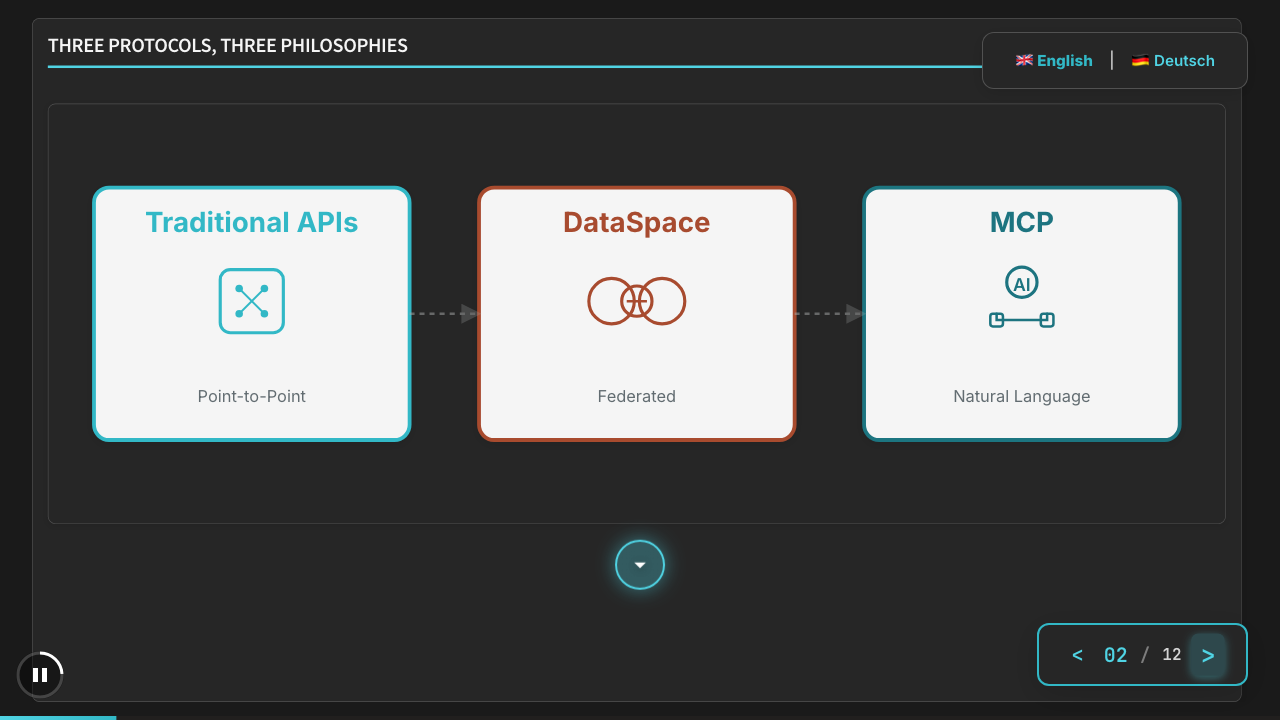 THREE PROTOCOLS, THREE PHILOSOPHIES
🇬🇧 English | 🇩🇪 Deutsch
Traditional APIs
Point-to-Point
DataSpace
Federated
MCP
AI
Natural Language
< 02 / 12 >